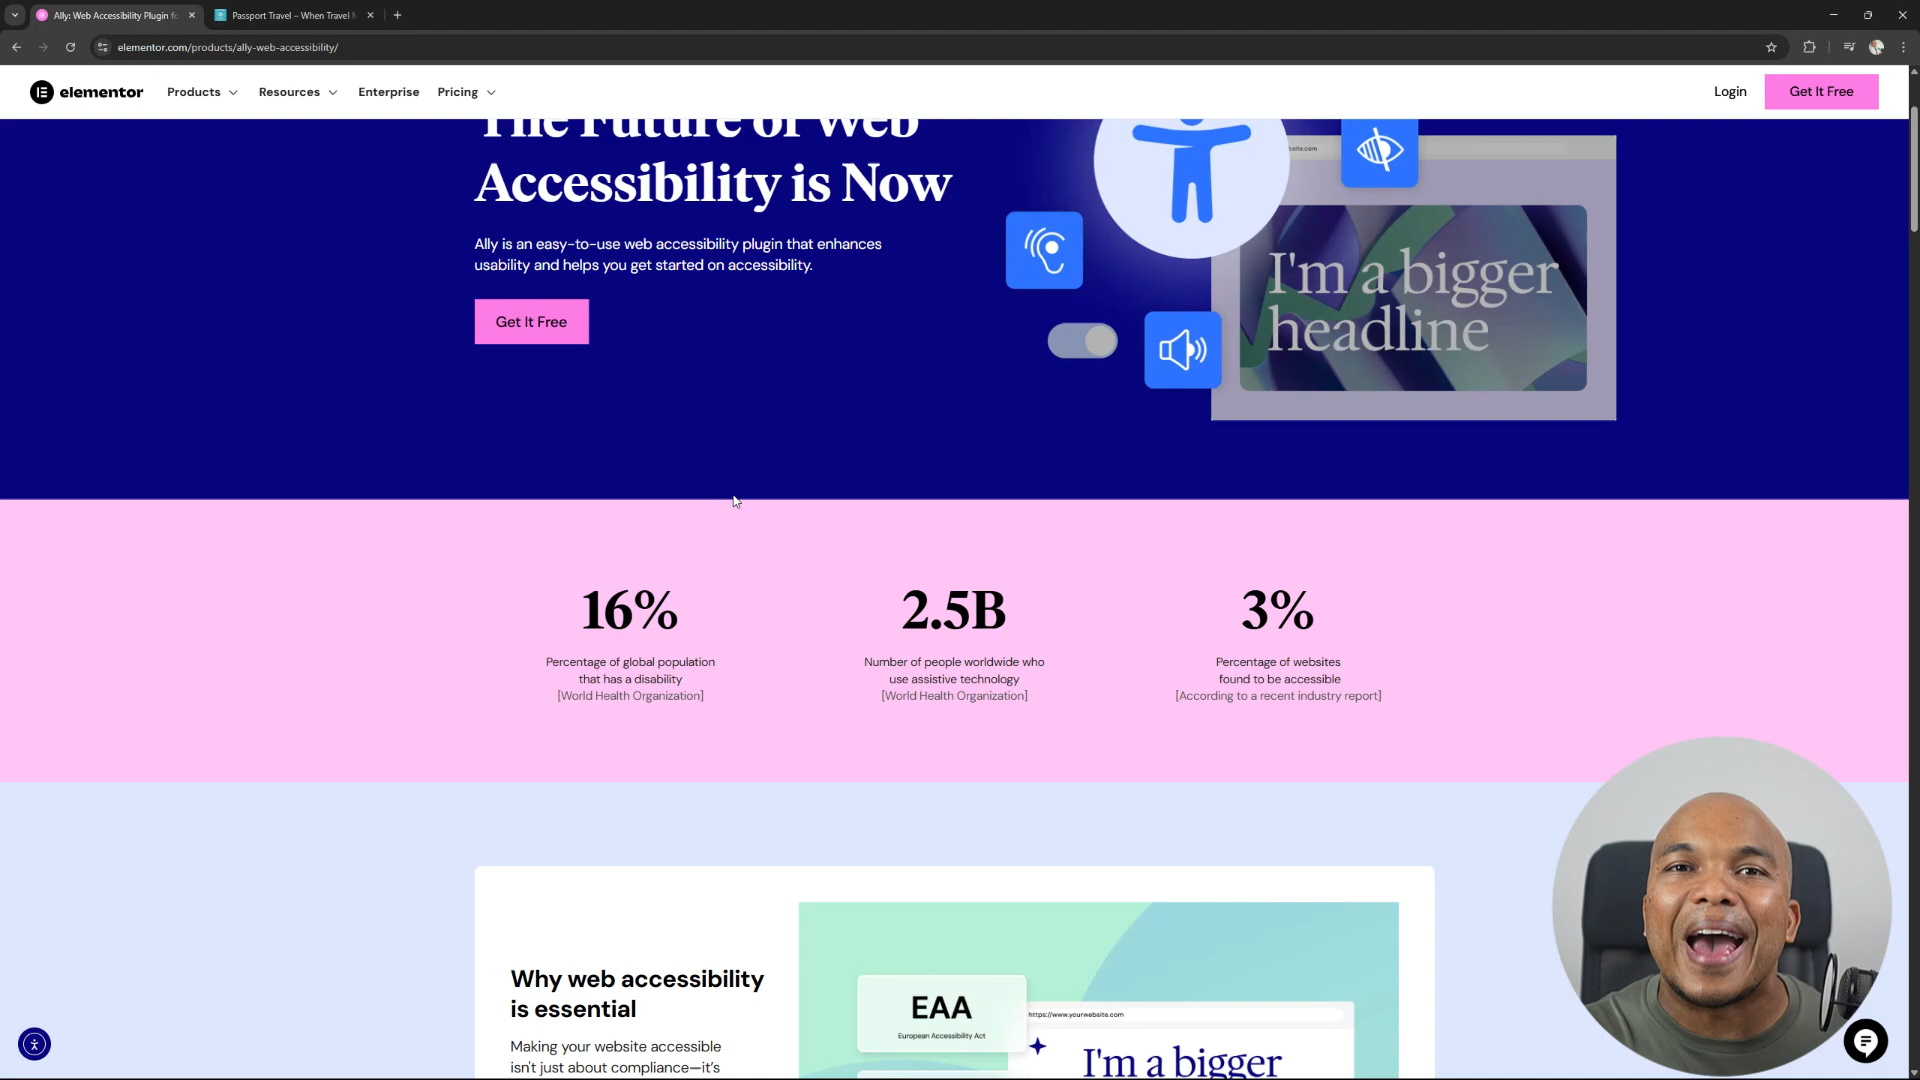 Ally: Web Accessibility Plugin fo
Passport Travel – When Travel M
elementor.com/products/ally-web-accessibility/
elementor
Products
Resources
Enterprise
Pricing
Login
Get It Free
The Future of Web
Accessibility is Now
Ally is an easy-to-use web accessibility plugin that enhances
usability and helps you get started on accessibility.
Get It Free
I'm a bigger
headline
16%
Percentage of global population
that has a disability
[World Health Organization]
2.5B
Number of people worldwide who
use assistive technology
[World Health Organization]
3%
Percentage of websites
found to be accessible
[According to a recent industry report]
Why web accessibility
is essential
Making your website accessible
isn't just about compliance—it's
EAA
European Accessibility Act
https://www.yourwebsite.com
I'm a bigger